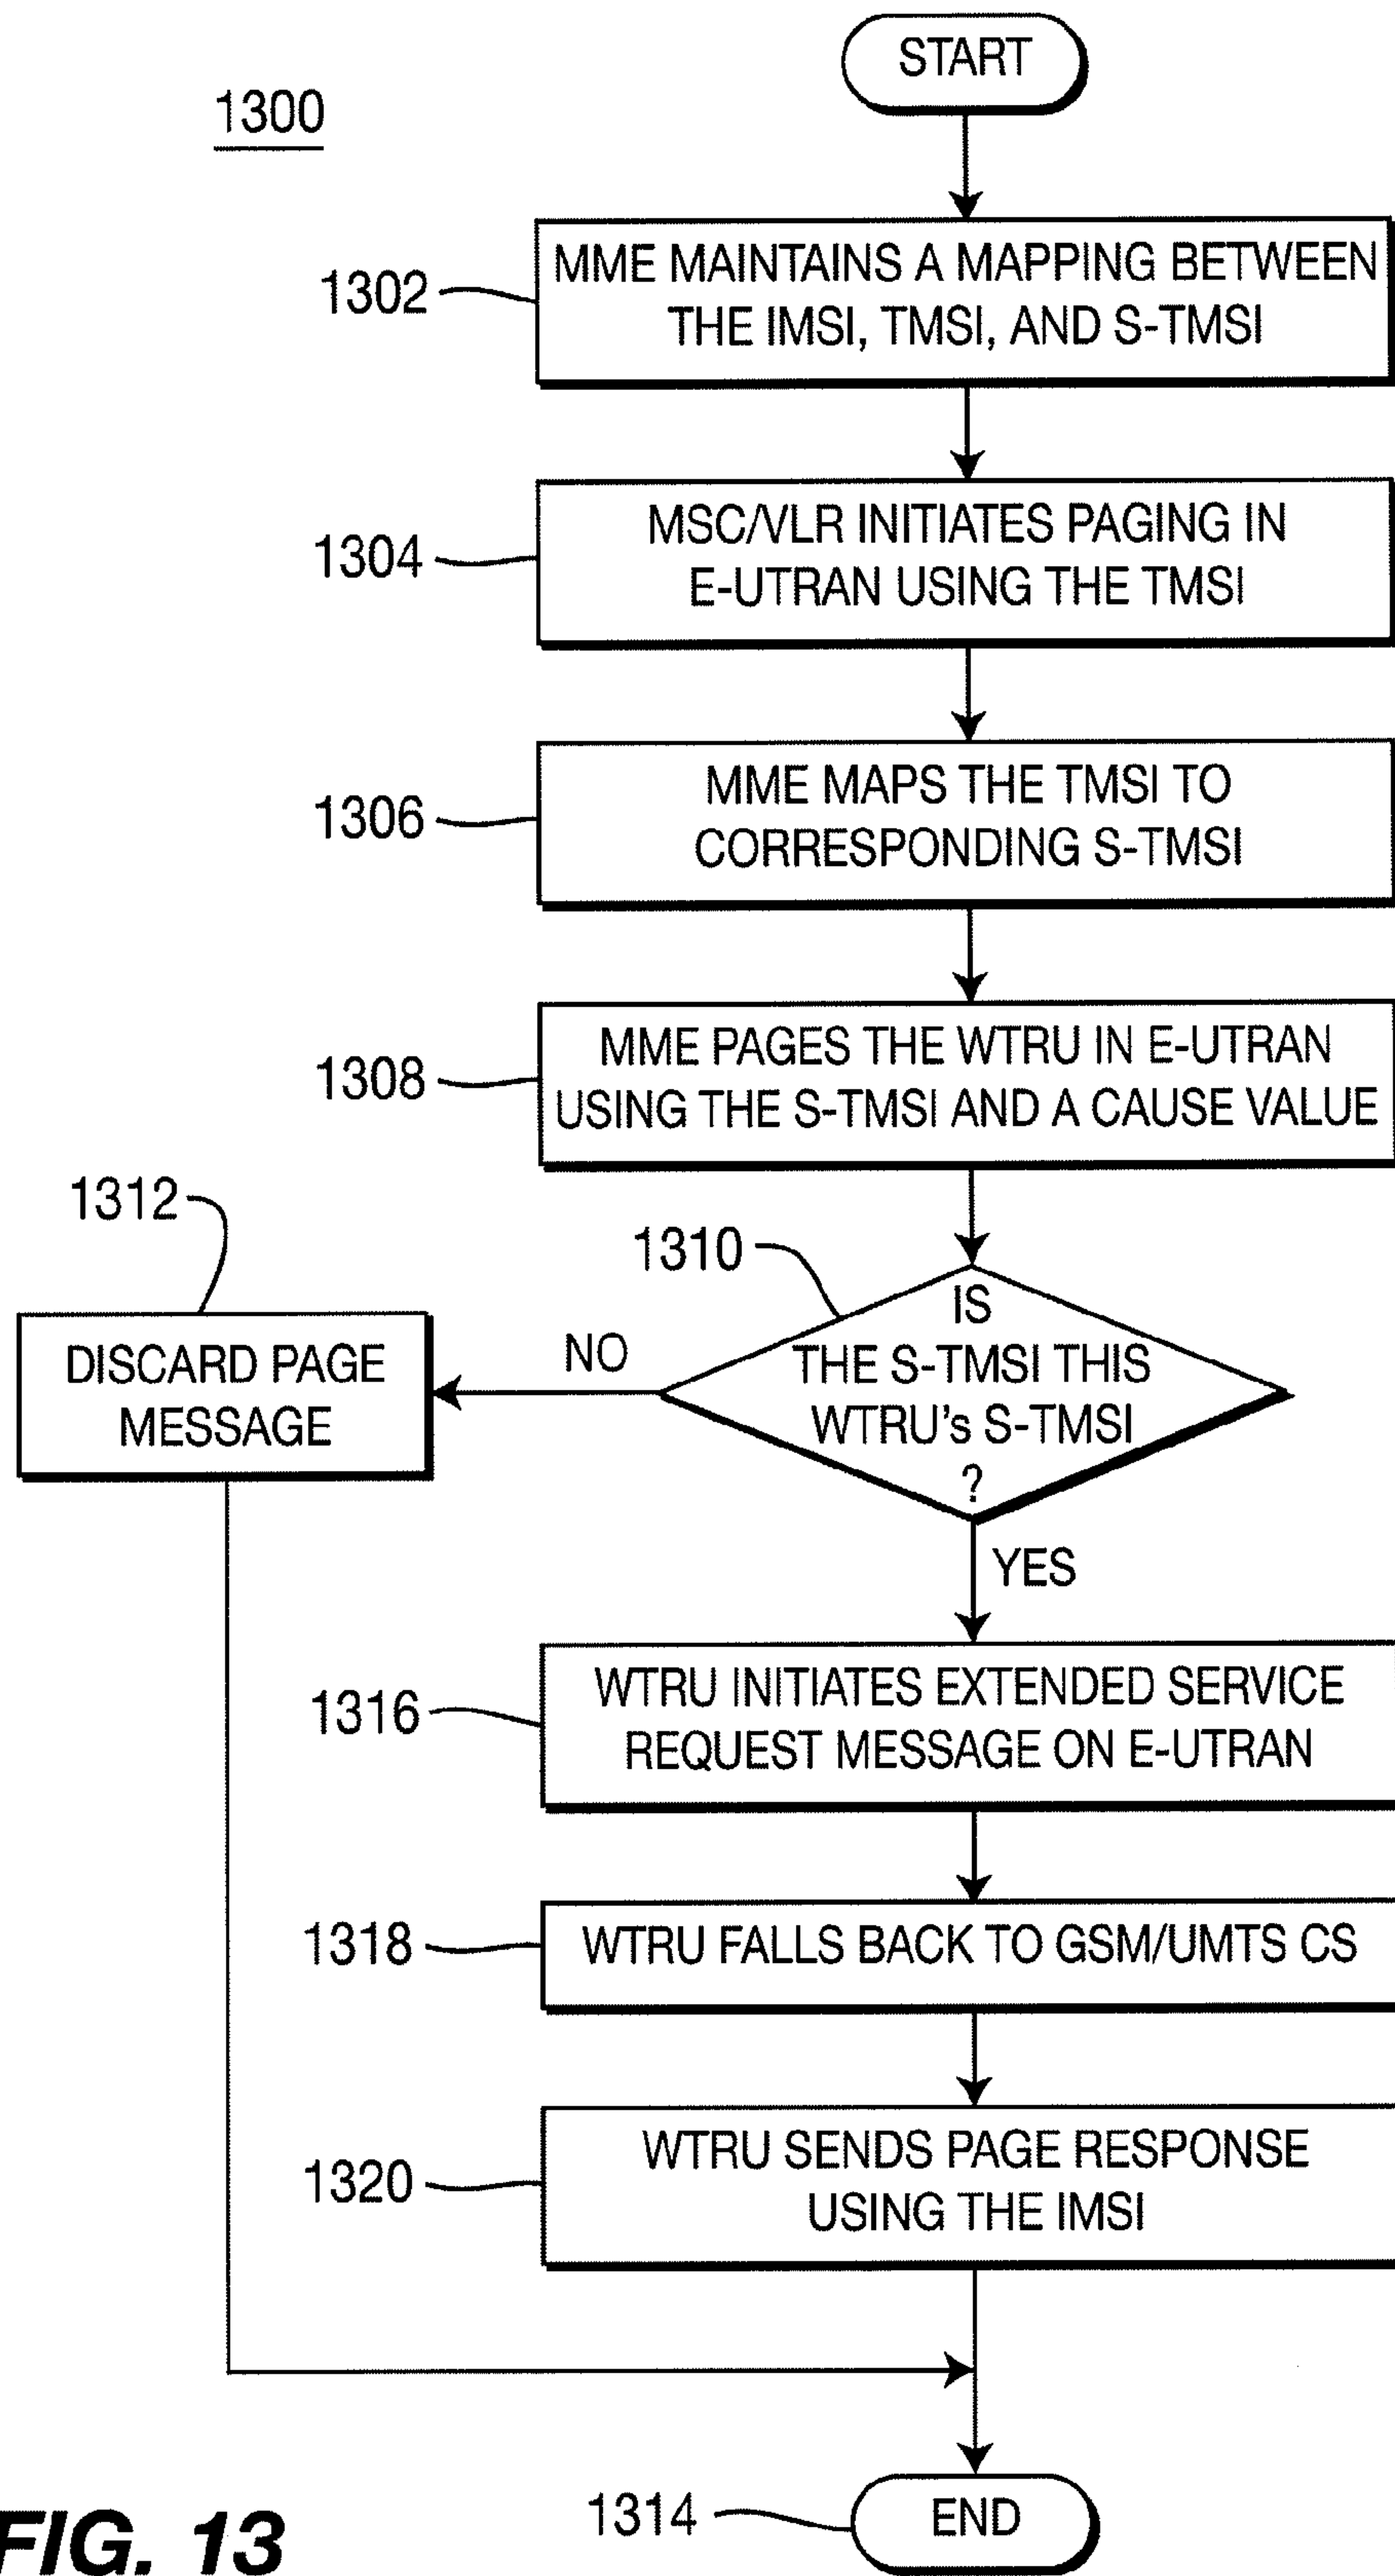 START
1300
1302
MME MAINTAINS A MAPPING BETWEEN
THE IMSI, TMSI, AND S-TMSI
1304
MSC/VLR INITIATES PAGING IN
E-UTRAN USING THE TMSI
1306
MME MAPS THE TMSI TO
CORRESPONDING S-TMSI
1308
MME PAGES THE WTRU IN E-UTRAN
USING THE S-TMSI AND A CAUSE VALUE
1310
IS
THE S-TMSI THIS
WTRU's S-TMSI
?
NO
1312
DISCARD PAGE
MESSAGE
YES
1316
WTRU INITIATES EXTENDED SERVICE
REQUEST MESSAGE ON E-UTRAN
1318
WTRU FALLS BACK TO GSM/UMTS CS
1320
WTRU SENDS PAGE RESPONSE
USING THE IMSI
1314
END
FIG. 13